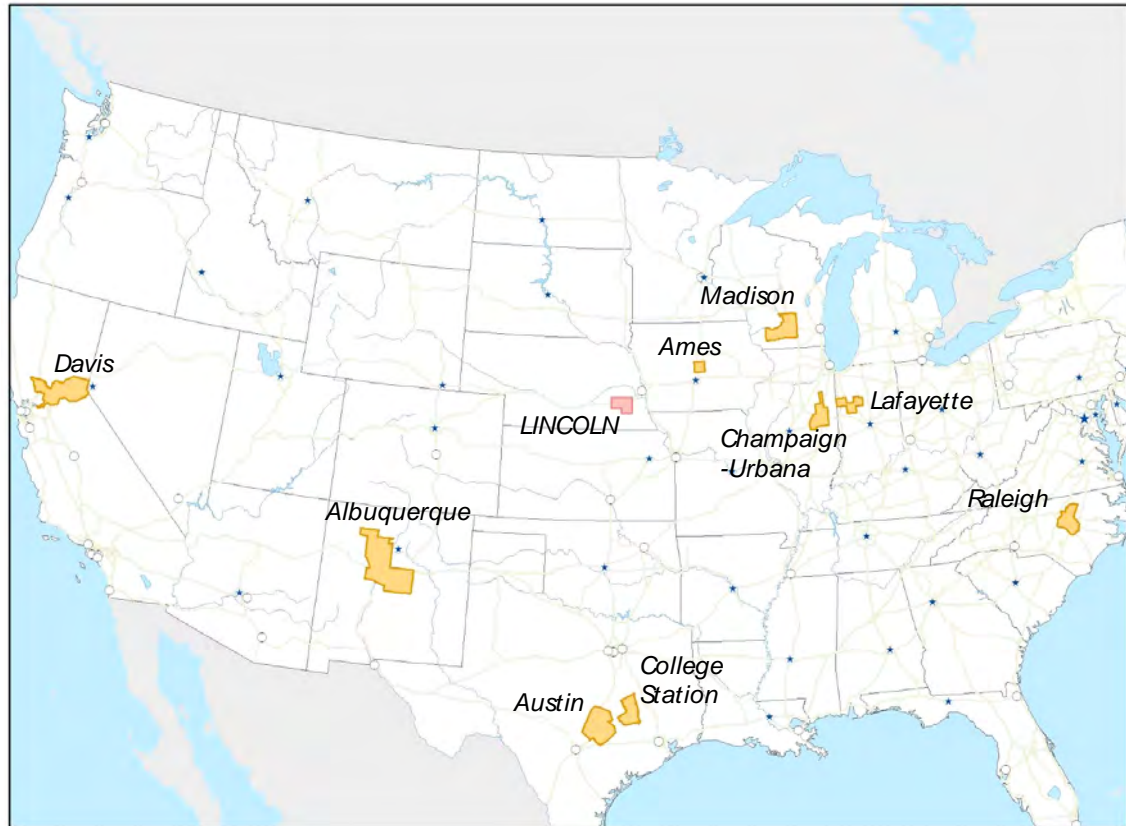 Madison
Ames
Davis
Lafayette
LINCOLN
Champaign
-Urbana
Raleigh
Albuquerque
College
Station
Austin